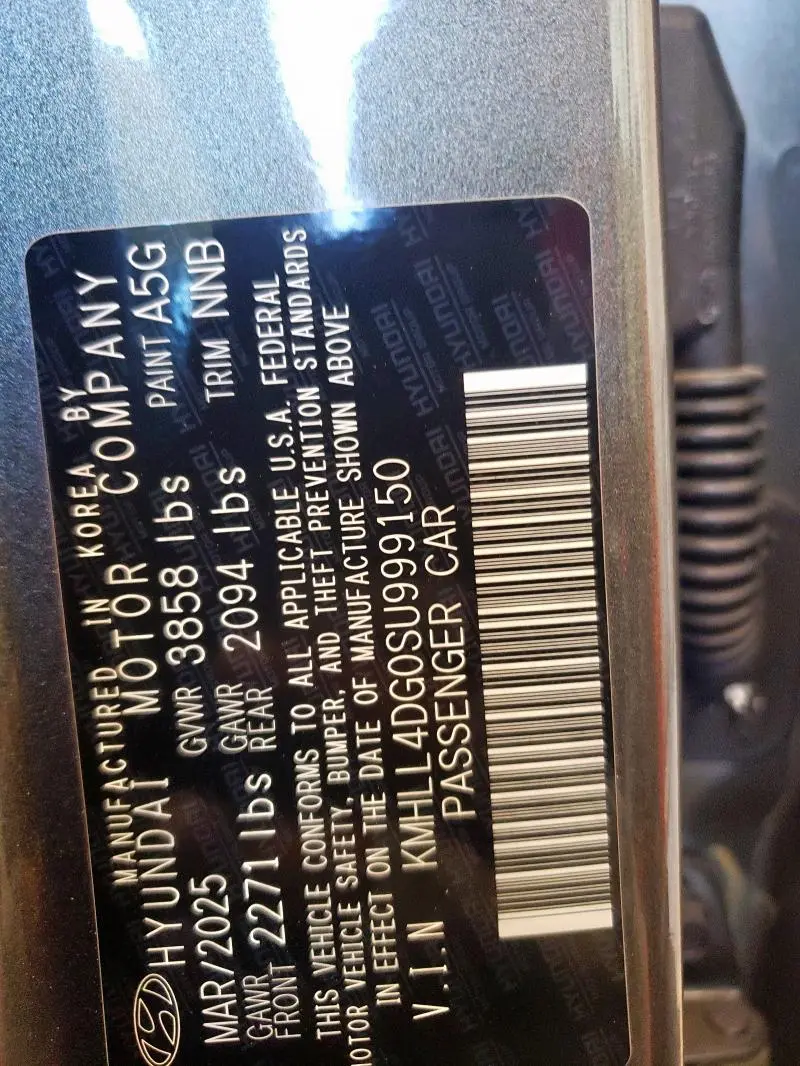 MANUFACTURED IN KOREA BY
HYUNDAI MOTOR COMPANY
MAR/2025 GVWR 3858 lbs PAINT A5G
GAWR FRONT 2271 lbs GAWR REAR 2094 lbs TRIM NNB
THIS VEHICLE CONFORMS TO ALL APPLICABLE U.S.A. FEDERAL
MOTOR VEHICLE SAFETY, BUMPER, AND THEFT PREVENTION STANDARDS
IN EFFECT ON THE DATE OF MANUFACTURE SHOWN ABOVE
V.I.N KMHLL4DG0SU999150
PASSENGER CAR